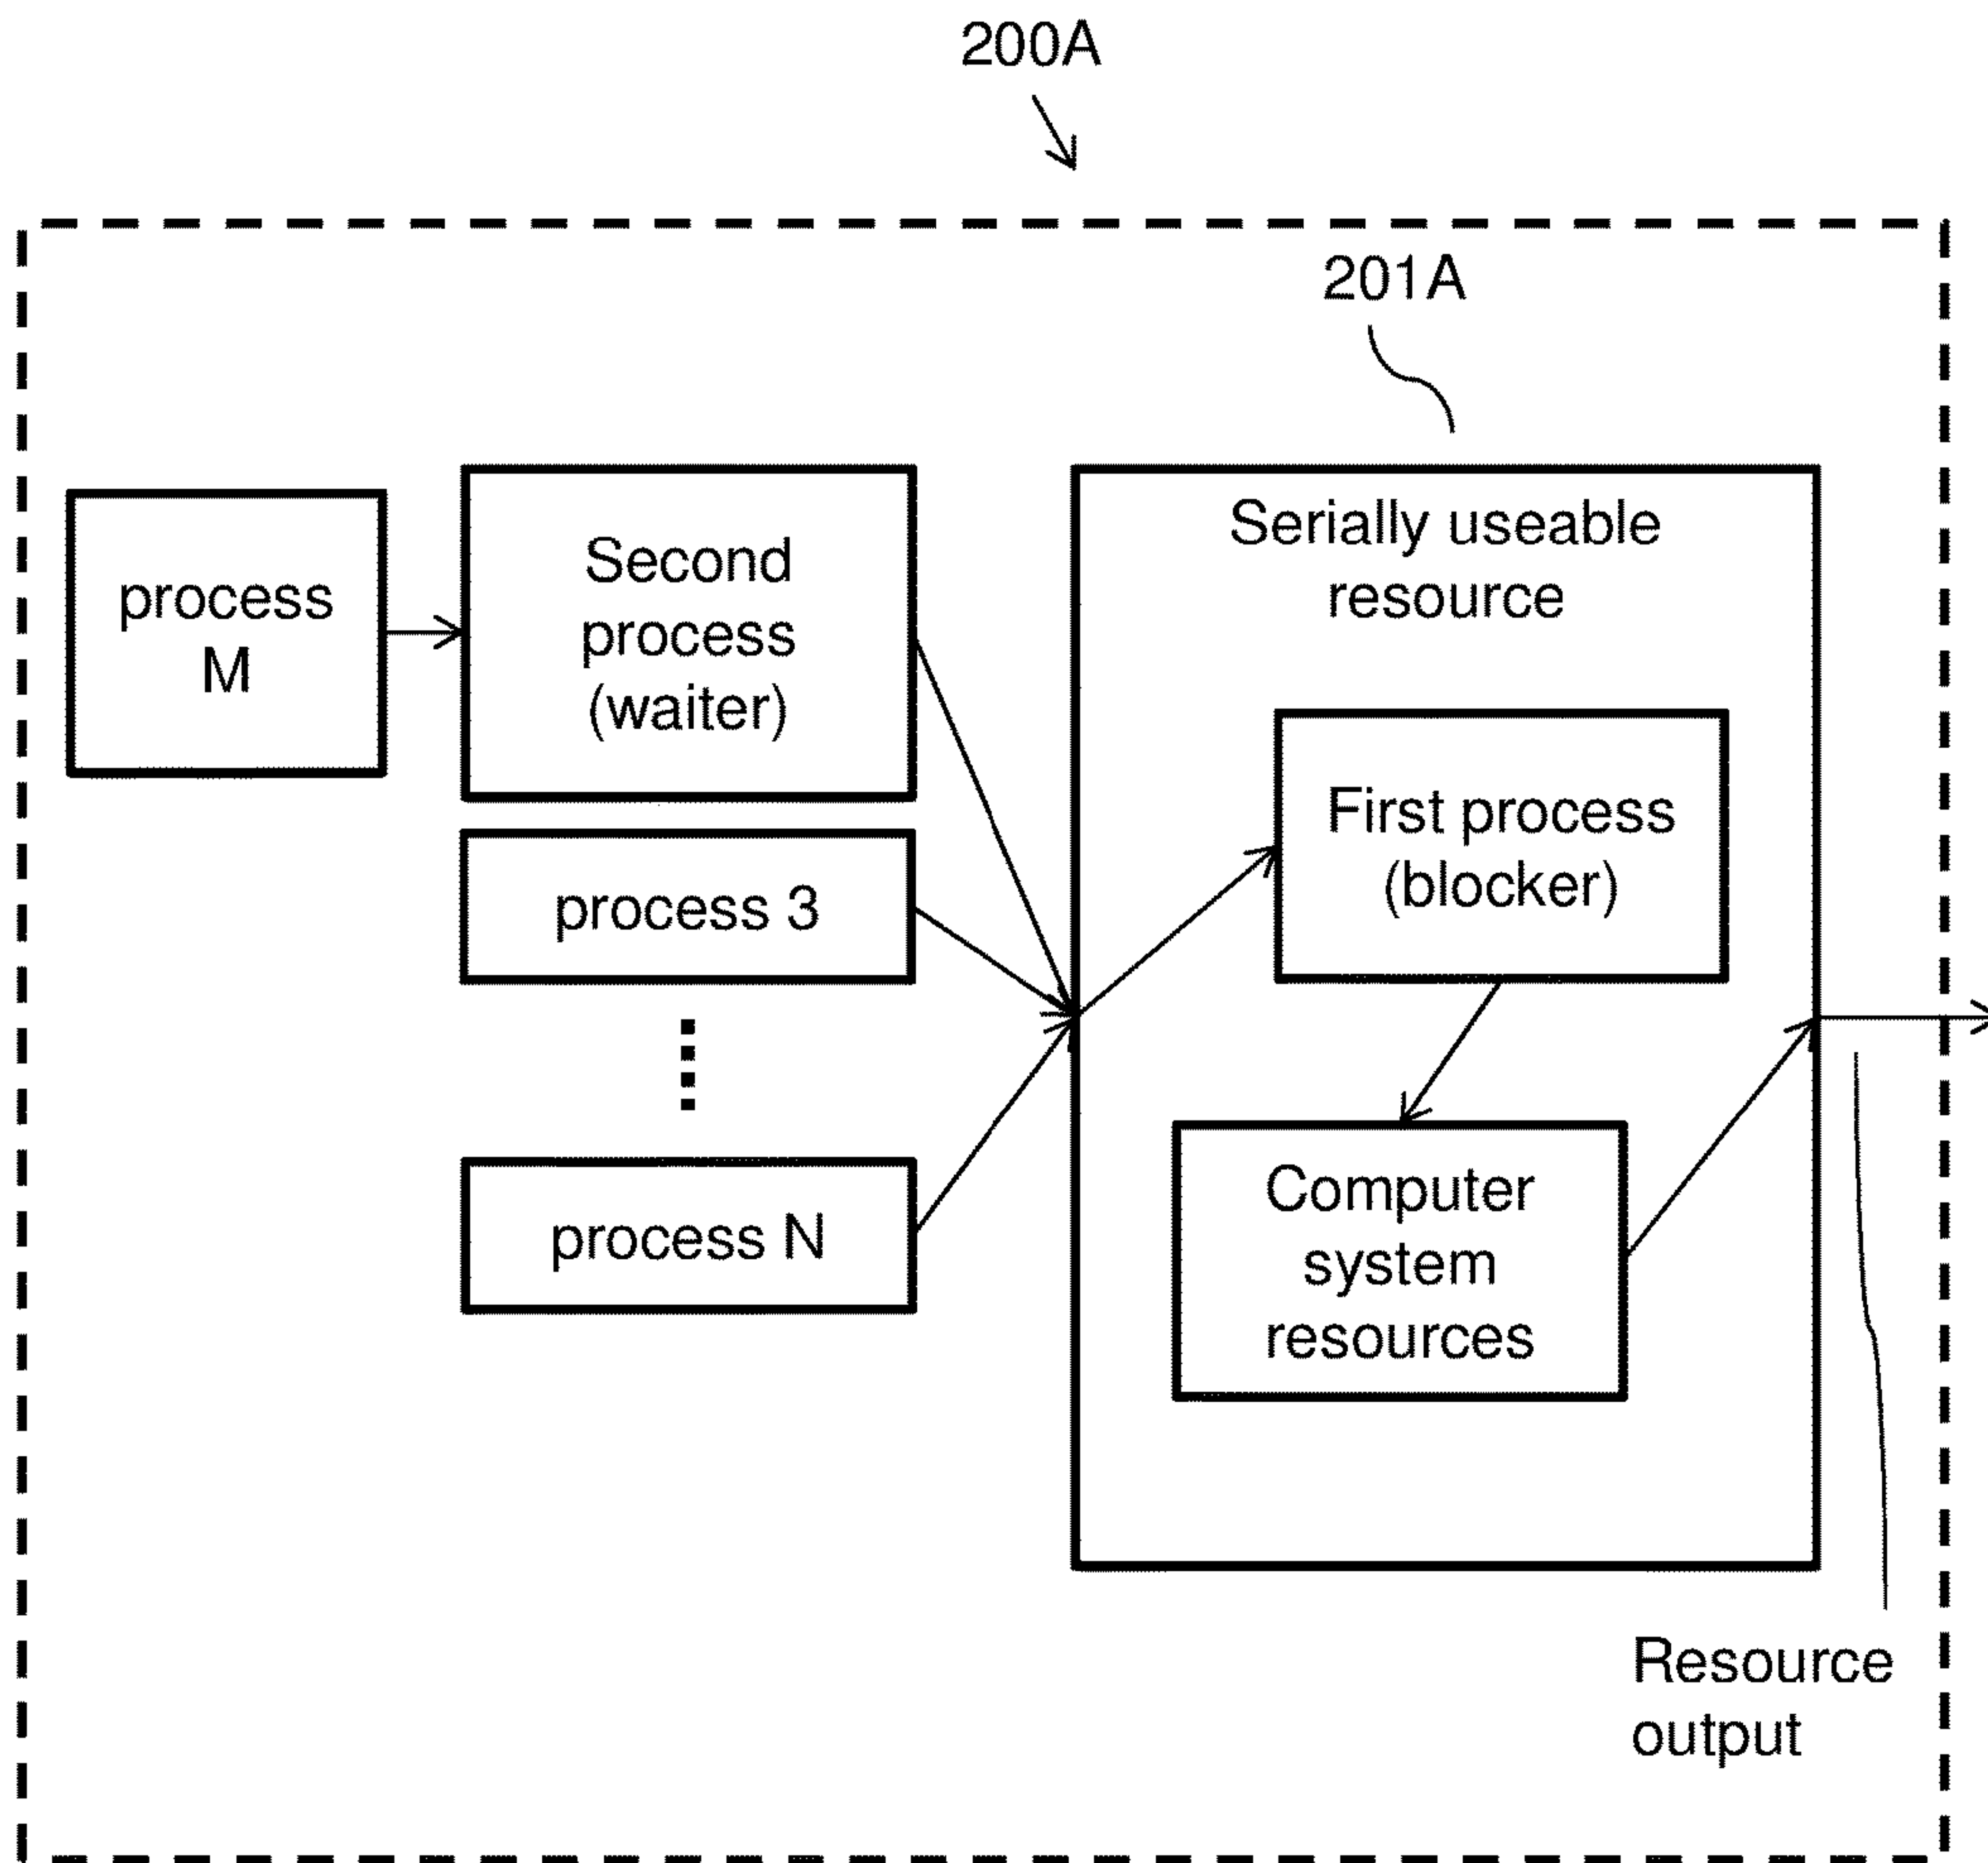 200A
201A
process
M
Second
process
(waiter)
process 3
process N
Serially useable
resource
First process
(blocker)
Computer
system
resources
Resource
output